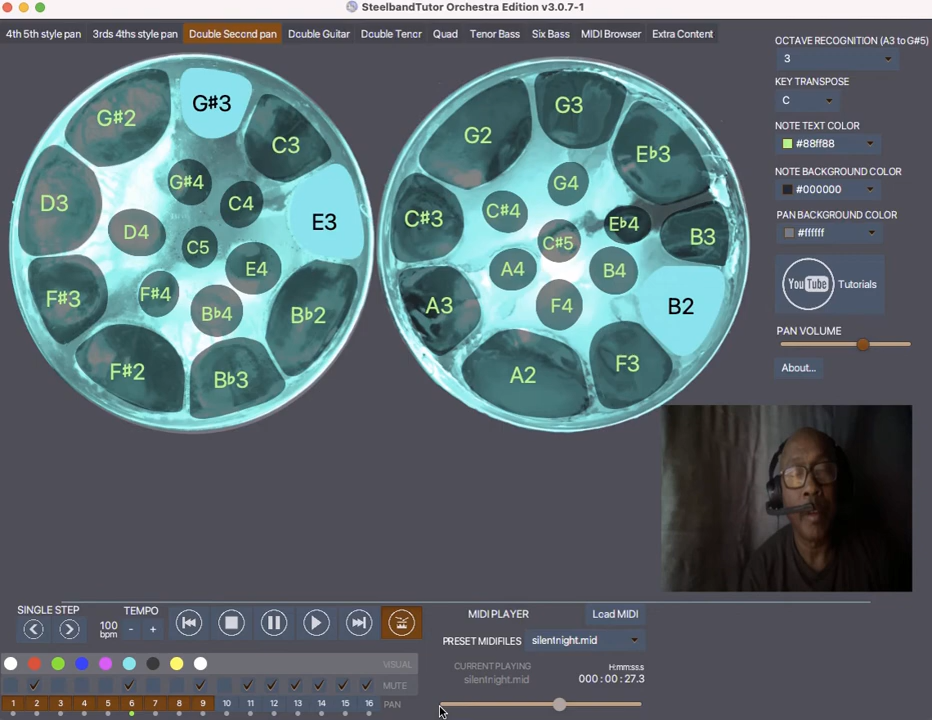 SteelbandTutor Orchestra Edition v3.0.7-1
4th 5th style pan 3rds 4ths style pan Double Second pan Double Guitar Double Tenor Quad Tenor Bass Six Bass MIDI Browser Extra Content
OCTAVE RECOGNITION (A3 to G#5)
3
KEY TRANSPOSE
C
NOTE TEXT COLOR
#88ff88
NOTE BACKGROUND COLOR
#000000
PAN BACKGROUND COLOR
#ffffff
You Tube Tutorials
PAN VOLUME
About...
G#2
G#3
C3
D3
G#4
C4
E3
D4
C5
E4
F#3
F#4
B♭4
B♭2
F#2
B♭3
G3
G2
E♭3
G4
C#3
C#4
E♭4
B3
C#5
A4
B4
A3
F4
B2
A2
F3
SINGLE STEP
TEMPO
100
bpm
- +
MIDI PLAYER
Load MIDI
PRESET MIDIFILES silentnight.mid
CURRENT PLAYING
silentnight.mid
H:mm:ss.s
000 : 00 : 27.3
VISUAL
MUTE
1 2 3 4 5 6 7 8 9 10 11 12 13 14 15 16 PAN